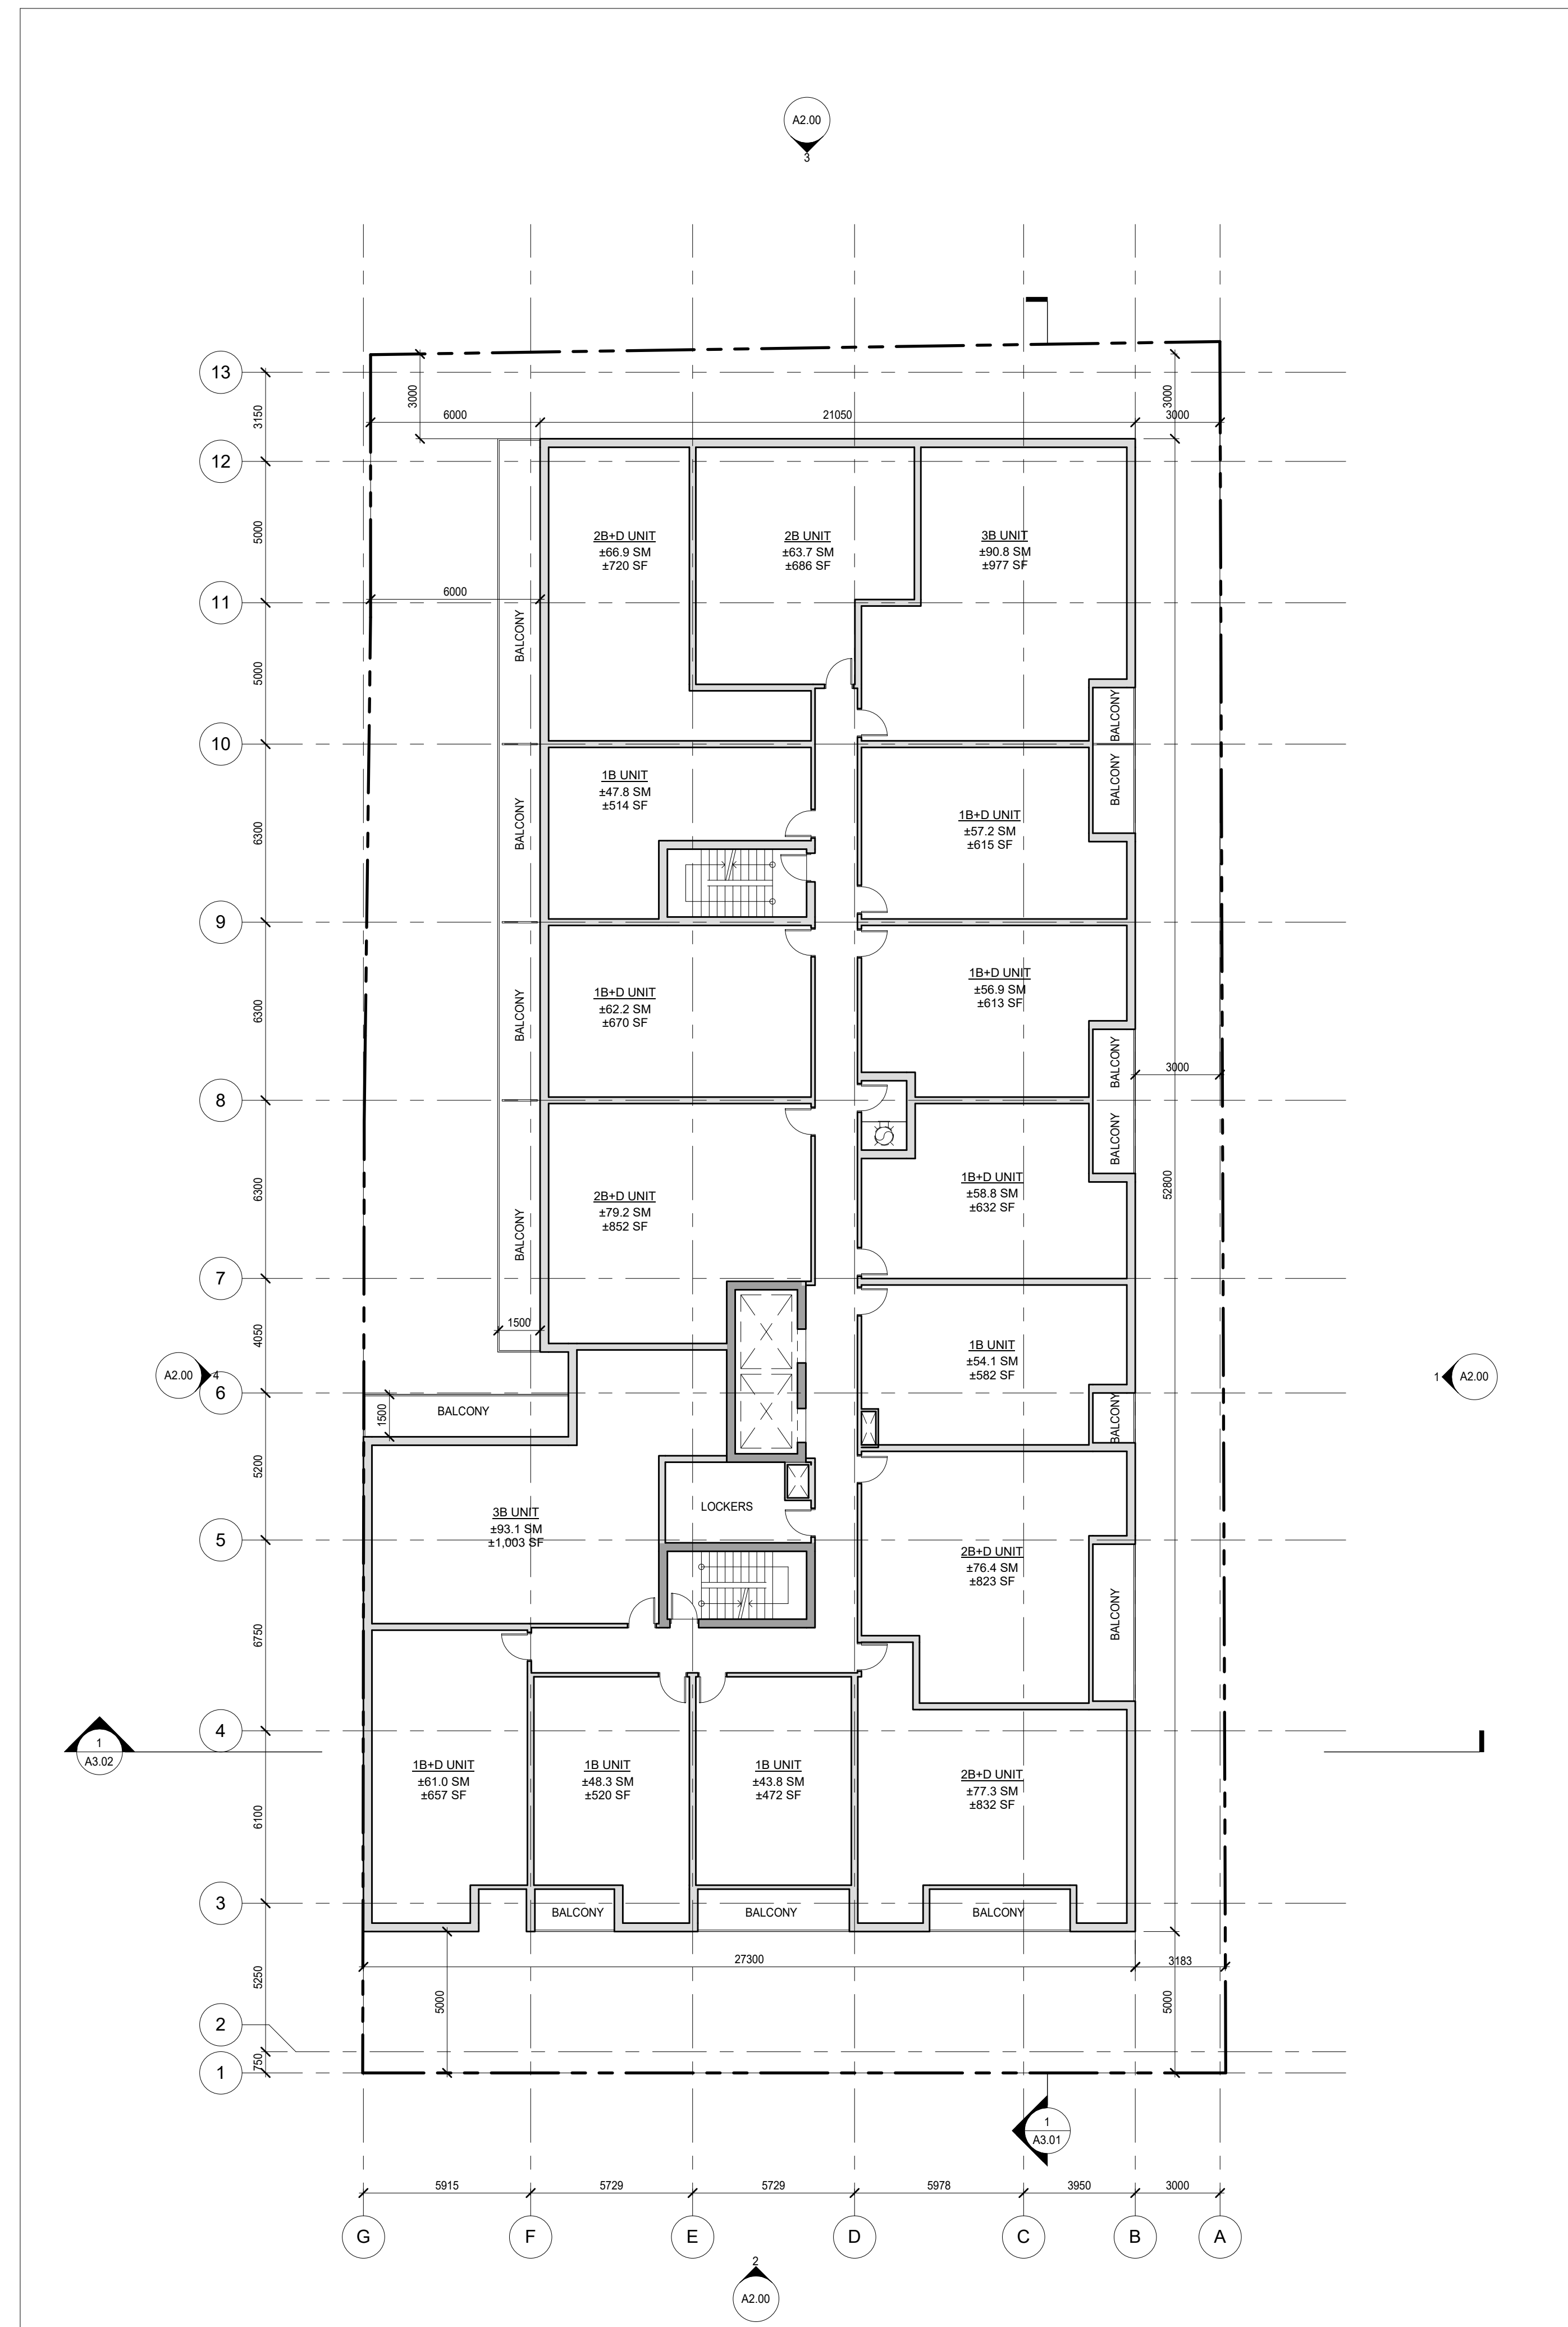 A2.00
3
13
3150
3000
6000
21050
3000
3000
12
5000
2B+D UNIT
±66.9 SM
±720 SF
2B UNIT
±63.7 SM
±686 SF
3B UNIT
±90.8 SM
±977 SF
6000
11
BALCONY
5000
BALCONY
10
1B UNIT
±47.8 SM
±514 SF
BALCONY
BALCONY
6300
1B+D UNIT
±57.2 SM
±615 SF
9
1B+D UNIT
±62.2 SM
±670 SF
1B+D UNIT
±56.9 SM
±613 SF
6300
BALCONY
BALCONY
3000
8
BALCONY
6300
2B+D UNIT
±79.2 SM
±852 SF
1B+D UNIT
±58.8 SM
±632 SF
52800
BALCONY
7
1500
4050
1B UNIT
±54.1 SM
±582 SF
A2.00
4
6
1
A2.00
1500
BALCONY
BALCONY
5200
3B UNIT
±93.1 SM
±1,003 SF
LOCKERS
5
2B+D UNIT
±76.4 SM
±823 SF
BALCONY
6750
4
1
A3.02
1B+D UNIT
±61.0 SM
±657 SF
1B UNIT
±48.3 SM
±520 SF
1B UNIT
±43.8 SM
±472 SF
2B+D UNIT
±77.3 SM
±832 SF
6100
3
BALCONY
BALCONY
BALCONY
27300
3183
5250
5000
5000
2
750
1
1
A3.01
5915
5729
5729
5978
3950
3000
G
F
E
D
C
B
A
2
A2.00